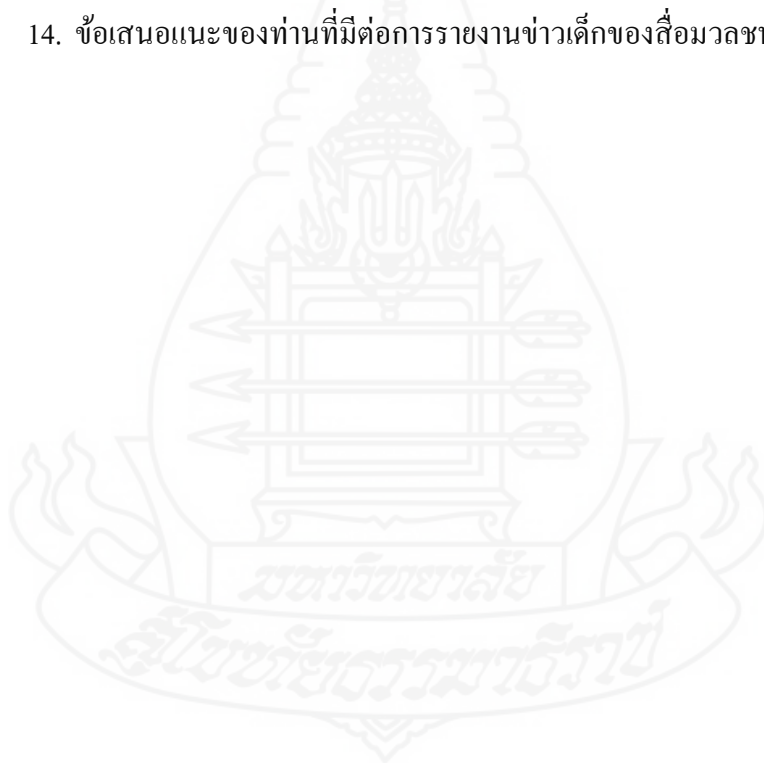 14. ข้อเสนอแนะของท่านที่มีต่อการรายงานข่าวเด็กของสื่อมวลช
มหาวิทยาลัย
สุโขทัยธรรมาธิราช